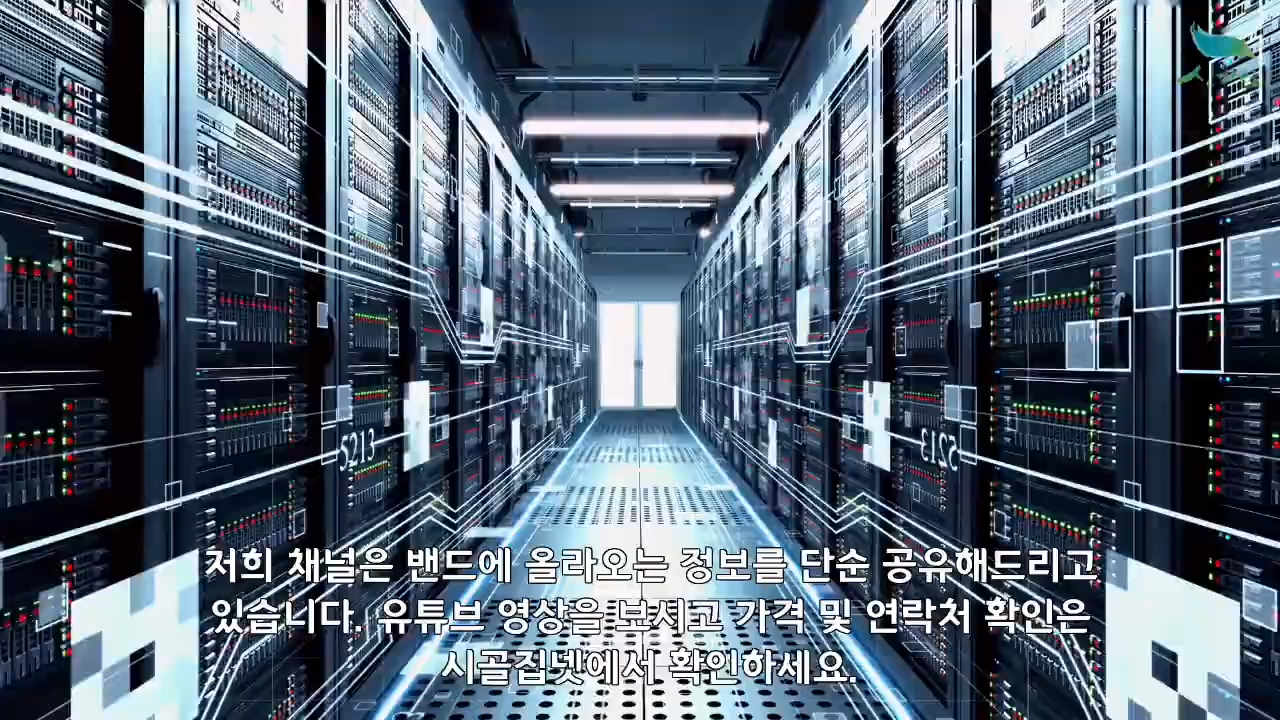 5213
5213
저희 채널은 밴드에 올라오는 정보를 단순 공유해드리고
있습니다. 유튜브 영상을 보시고 가격 및 연락처 확인은
시골집넷에서 확인하세요.